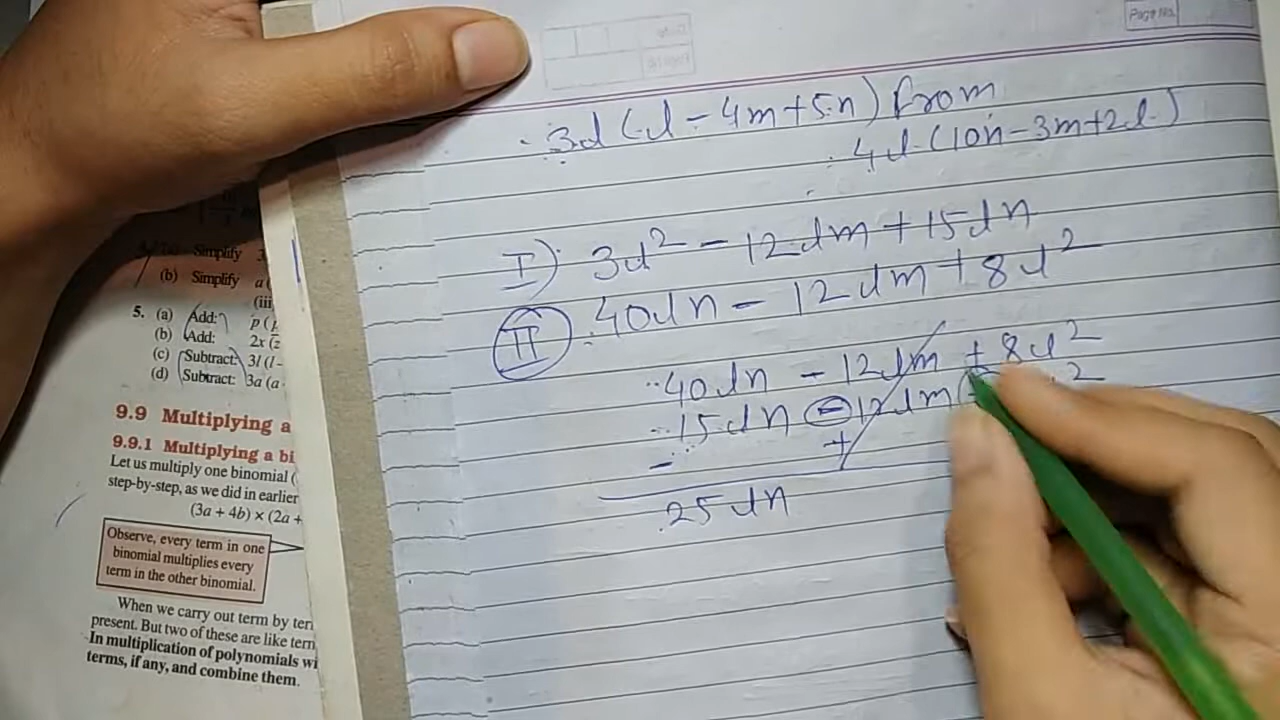 Page No.
3l(l-4m+5n) from
4l(10n-3m+2l)
I) 3l² - 12lm + 15ln
II 40ln - 12lm + 8l²
40ln - 12lm + 8l²
15ln - 12lm
- +
25ln
Simplify 3
(b) Simplify a(
(iii
5. (a) Add: p (
(b) Add: 2x (
(c) Subtract: 3l (l -
(d) Subtract: 3a (a
9.9 Multiplying a
9.9.1 Multiplying a bi
Let us multiply one binomial (
step-by-step, as we did in earlier
(3a + 4b) × (2a +
Observe, every term in one
binomial multiplies every
term in the other binomial.
When we carry out term by ter
present. But two of these are like term
In multiplication of polynomials wi
terms, if any, and combine them.